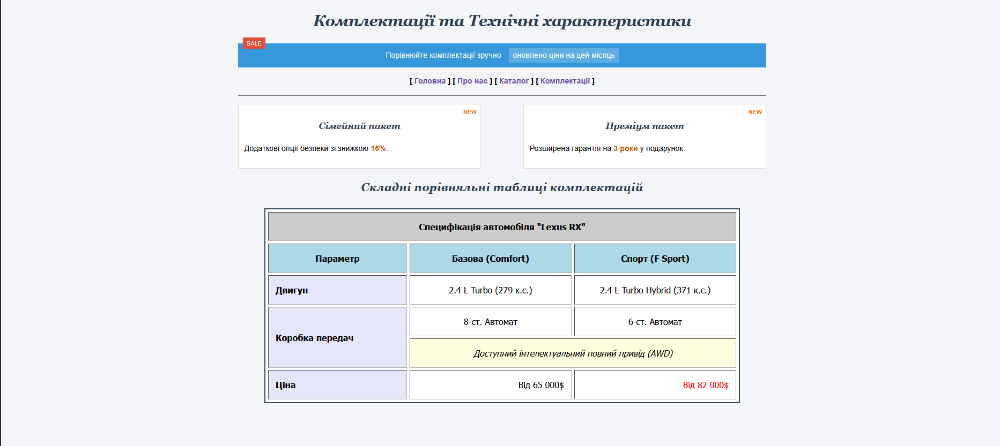 Комплектації та Технічні характеристики
SALE
Порівнюйте комплектації зручно оновлено ціни на цей місяць
[ Головна ] [ Про нас ] [ Каталог ] [ Комплектації ]
NEW
Сімейний пакет
Додаткові опції безпеки зі знижкою 15%.
NEW
Преміум пакет
Розширена гарантія на 3 роки у подарунок.
Складні порівняльні таблиці комплектацій
Специфікація автомобіля "Lexus RX"
Параметр Базова (Comfort) Спорт (F Sport)
Двигун 2.4 L Turbo (279 к.с.) 2.4 L Turbo Hybrid (371 к.с.)
Коробка передач 8-ст. Автомат 6-ст. Автомат
Доступний інтелектуальний повний привід (AWD)
Ціна Від 65 000$ Від 82 000$